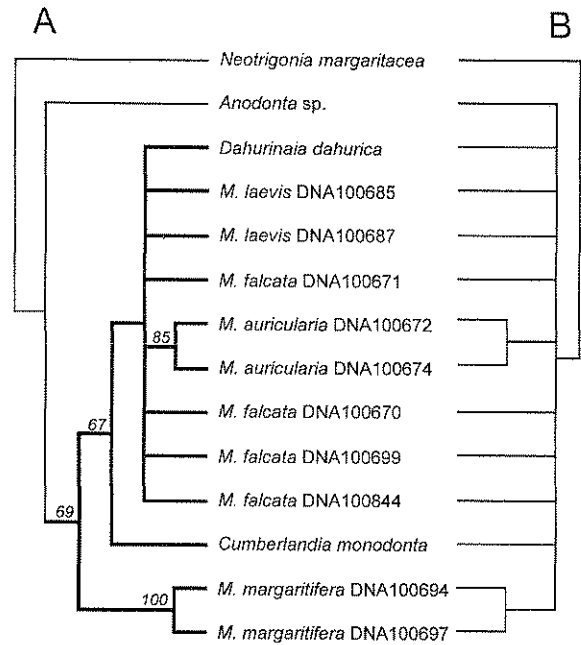 A B
Neotrigonia margaritacea
Anodonta sp.
Dahurinaia dahurica
M. laevis DNA100685
M. laevis DNA100687
M. falcata DNA100671
M. auricularia DNA100672
85
M. auricularia DNA100674
M. falcata DNA100670
67
M. falcata DNA100699
M. falcata DNA100844
69
Cumberlandia monodonta
M. margaritifera DNA100694
100
M. margaritifera DNA100697